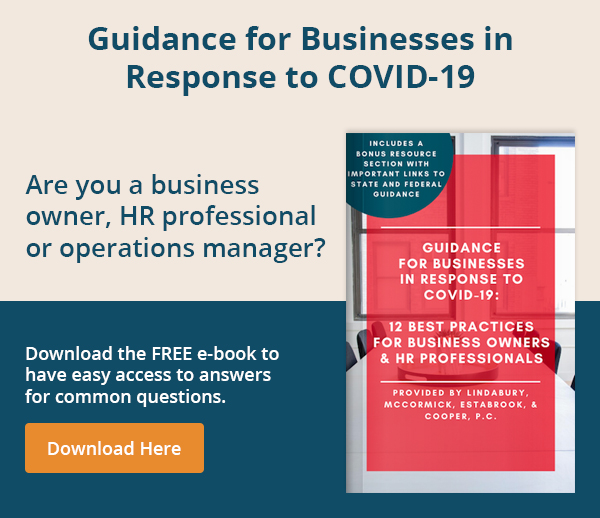 Guidance for Businesses in
Response to COVID-19
Are you a business
owner, HR professional
or operations manager?
Download the FREE e-book to
have easy access to answers
for common questions.
Download Here
INCLUDES A
BONUS RESOURCE
SECTION WITH
IMPORTANT LINKS TO
STATE AND FEDERAL
GUIDANCE
GUIDANCE
FOR BUSINESSES
IN RESPONSE TO
COVID-19:
12 BEST PRACTICES
FOR BUSINESS OWNERS
& HR PROFESSIONALS
PROVIDED BY LINDABURY,
MCCORMICK, ESTABROOK, &
COOPER, P.C.